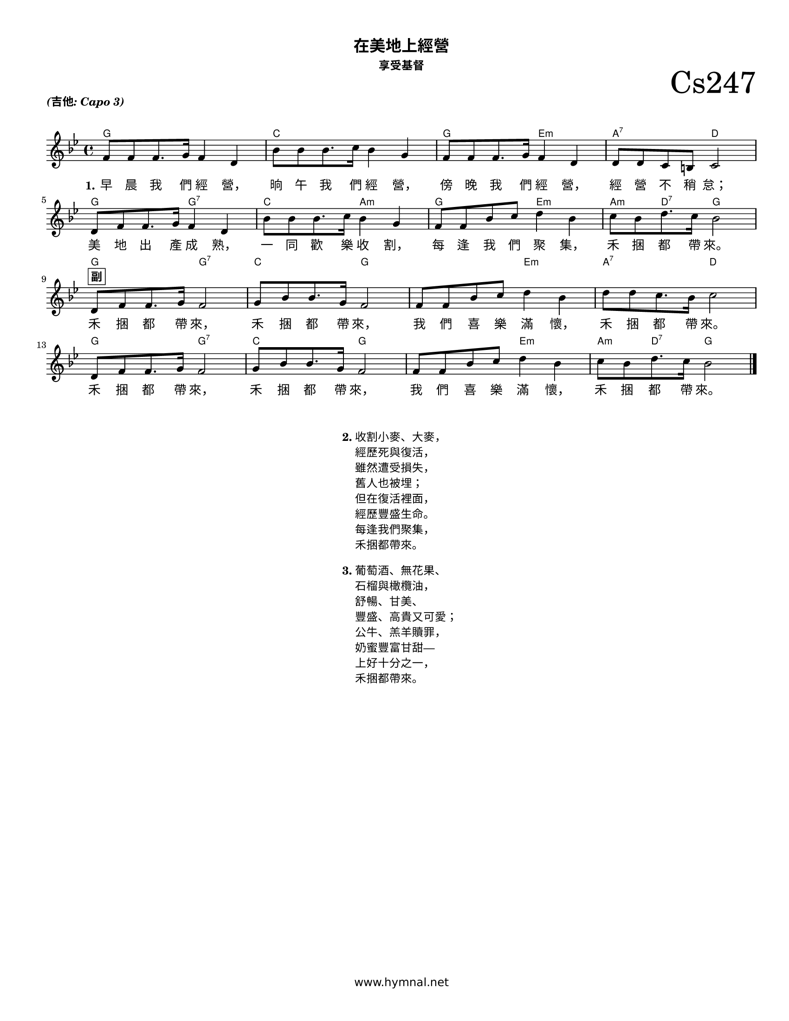 在美地上經營
享受基督
Cs247
(吉他: Capo 3)
G C G Em A7 D
1. 早 晨 我 們 經 營， 晌 午 我 們 經 營， 傍 晚 我 們 經 營， 經 營 不 稍 怠；
5 G G7 C Am G Em Am D7 G
美 地 出 產 成 熟， 一 同 歡 樂 收 割， 每 逢 我 們 聚 集， 禾 捆 都 帶 來。
G G7 C G Em A7 D
副
9
禾 捆 都 帶 來， 禾 捆 都 帶 來， 我 們 喜 樂 滿 懷， 禾 捆 都 帶 來。
13 G G7 C G Em Am D7 G
禾 捆 都 帶 來， 禾 捆 都 帶 來， 我 們 喜 樂 滿 懷， 禾 捆 都 帶 來。
2. 收割小麥、大麥，
經歷死與復活，
雖然遭受損失，
舊人也被埋；
但在復活裡面，
經歷豐盛生命。
每逢我們聚集，
禾捆都帶來。
3. 葡萄酒、無花果、
石榴與橄欖油，
舒暢、甘美、
豐盛、高貴又可愛；
公牛、羔羊贖罪，
奶蜜豐富甘甜—
上好十分之一，
禾捆都帶來。
www.hymnal.net